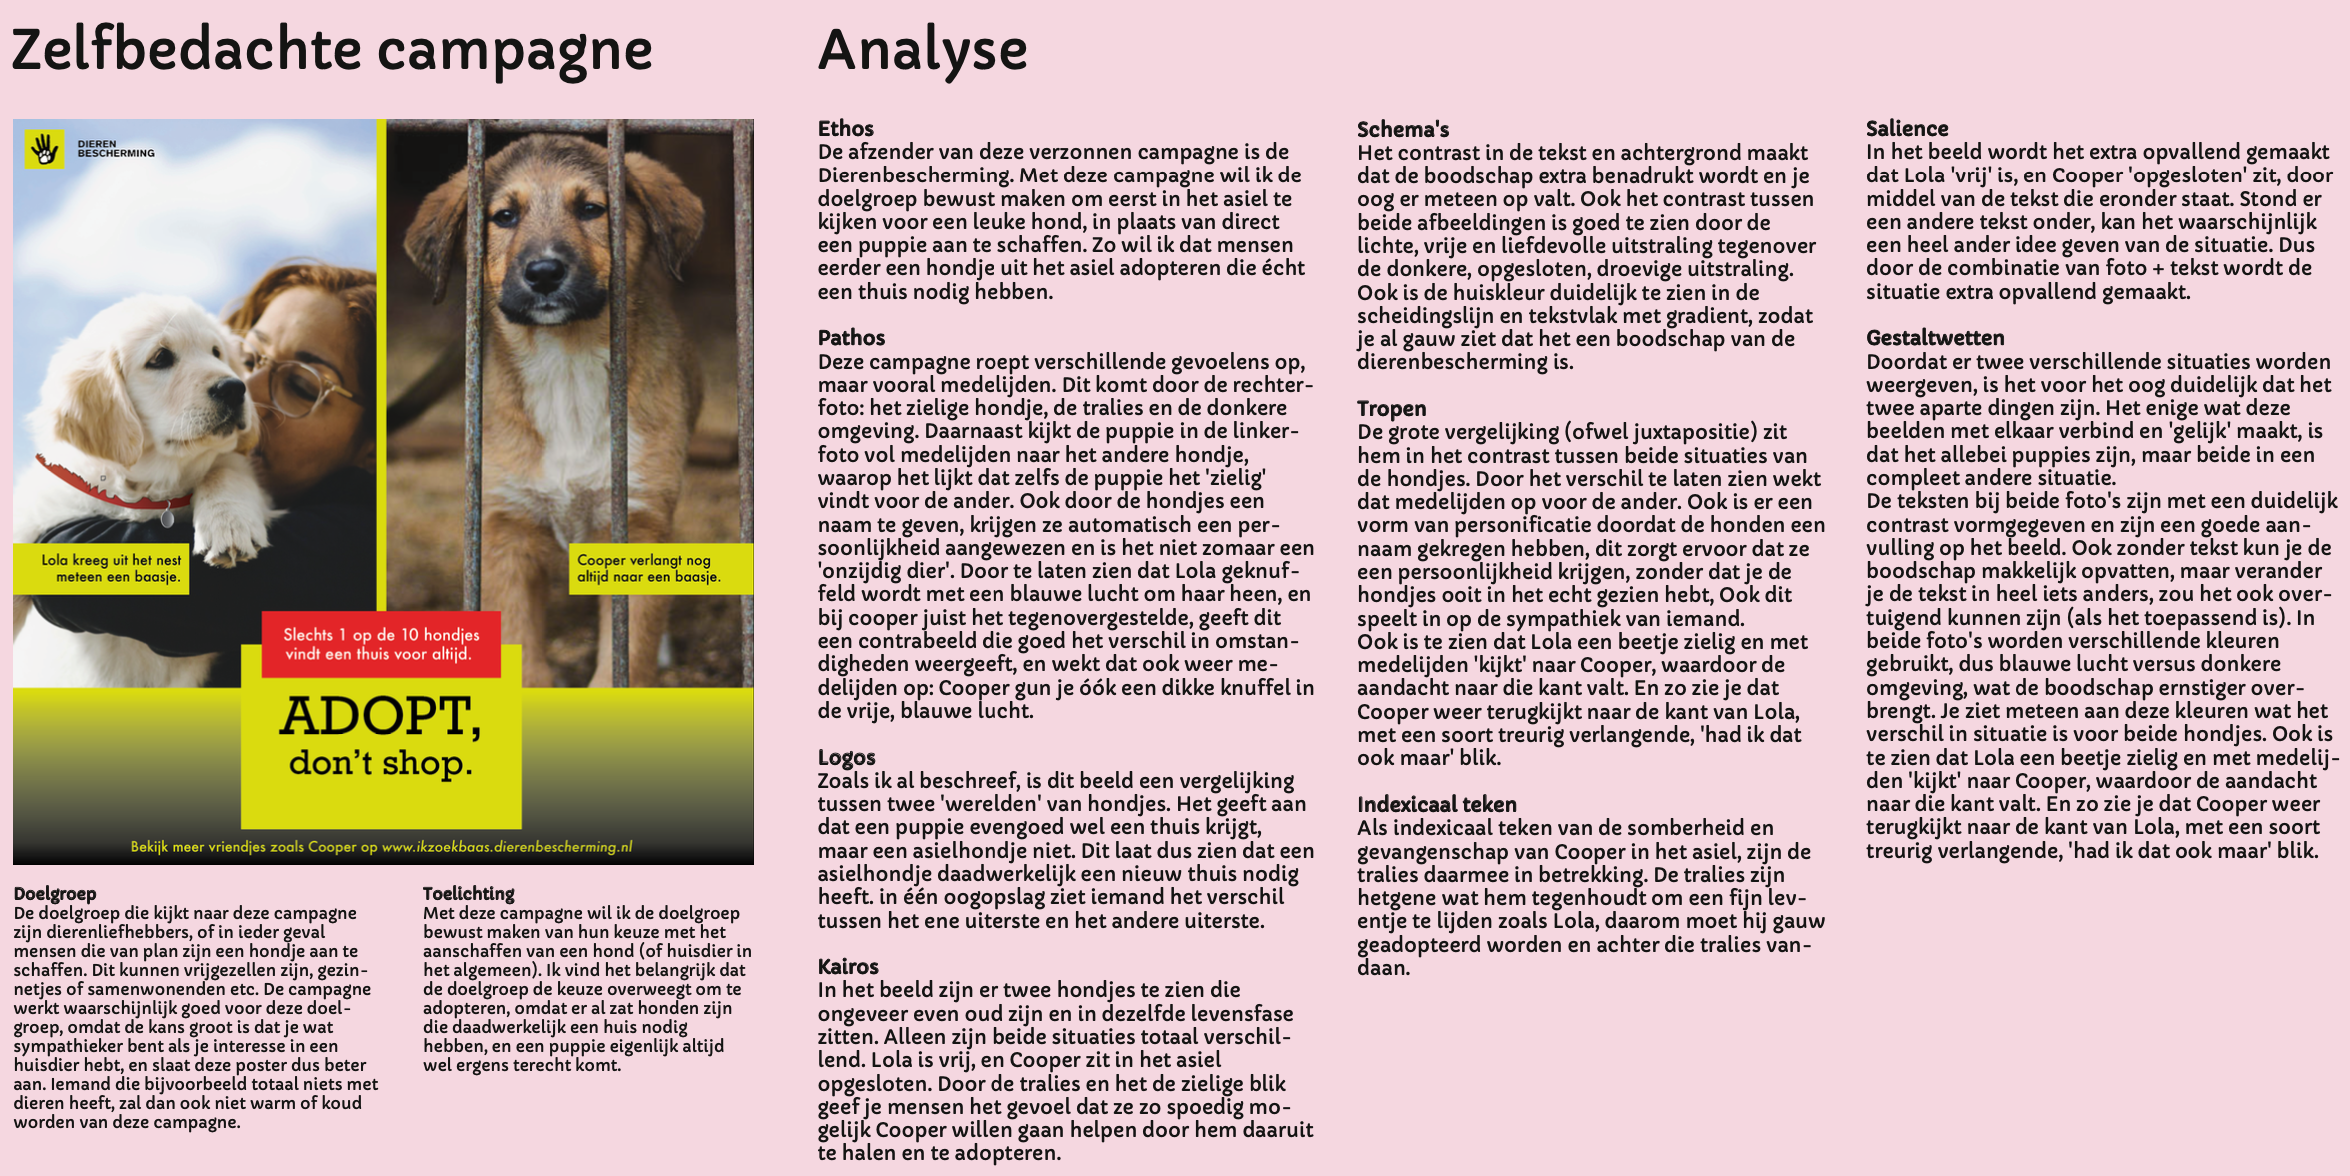 Zelfbedachte campagne
DIEREN
BESCHERMING
Lola kreeg uit het nest
meteen een baasje.
Cooper verlangt nog
altijd naar een baasje.
Slechts 1 op de 10 hondjes
vindt een thuis voor altijd.
ADOPT,
don't shop.
Bekijk meer vriendjes zoals Cooper op www.ikzoekbaas.dierenbescherming.nl
Doelgroep
De doelgroep die kijkt naar deze campagne
zijn dierenliefhebbers, of in ieder geval
mensen die van plan zijn een hondje aan te
schaffen. Dit kunnen vrijgezellen zijn, gezin-
netjes of samenwonenden etc. De campagne
werkt waarschijnlijk goed voor deze doel-
groep, omdat de kans groot is dat je wat
sympathieker bent als je interesse in een
huisdier hebt, en slaat deze poster dus beter
aan. Iemand die bijvoorbeeld totaal niets met
dieren heeft, zal dan ook niet warm of koud
worden van deze campagne.
Toelichting
Met deze campagne wil ik de doelgroep
bewust maken van hun keuze met het
aanschaffen van een hond (of huisdier in
het algemeen). Ik vind het belangrijk dat
de doelgroep de keuze overweegt om te
adopteren, omdat er al zat honden zijn
die daadwerkelijk een huis nodig
hebben, en een puppie eigenlijk altijd
wel ergens terecht komt.
Analyse
Ethos
De afzender van deze verzonnen campagne is de
Dierenbescherming. Met deze campagne wil ik de
doelgroep bewust maken om eerst in het asiel te
kijken voor een leuke hond, in plaats van direct
een puppie aan te schaffen. Zo wil ik dat mensen
eerder een hondje uit het asiel adopteren die écht
een thuis nodig hebben.
Pathos
Deze campagne roept verschillende gevoelens op,
maar vooral medelijden. Dit komt door de rechter-
foto: het zielige hondje, de tralies en de donkere
omgeving. Daarnaast kijkt de puppie in de linker-
foto vol medelijden naar het andere hondje,
waarop het lijkt dat zelfs de puppie het 'zielig'
vindt voor de ander. Ook door de hondjes een
naam te geven, krijgen ze automatisch een per-
soonlijkheid aangewezen en is het niet zomaar een
'onzijdig dier'. Door te laten zien dat Lola geknuf-
feld wordt met een blauwe lucht om haar heen, en
bij cooper juist het tegenovergestelde, geeft dit
een contrabeeld die goed het verschil in omstan-
digheden weergeeft, en wekt dat ook weer me-
delijden op: Cooper gun je óók een dikke knuffel in
de vrije, blauwe lucht.
Logos
Zoals ik al beschreef, is dit beeld een vergelijking
tussen twee 'werelden' van hondjes. Het geeft aan
dat een puppie evengoed wel een thuis krijgt,
maar een asielhondje niet. Dit laat dus zien dat een
asielhondje daadwerkelijk een nieuw thuis nodig
heeft. in één oogopslag ziet iemand het verschil
tussen het ene uiterste en het andere uiterste.
Kairos
In het beeld zijn er twee hondjes te zien die
ongeveer even oud zijn en in dezelfde levensfase
zitten. Alleen zijn beide situaties totaal verschil-
lend. Lola is vrij, en Cooper zit in het asiel
opgesloten. Door de tralies en het de zielige blik
geef je mensen het gevoel dat ze zo spoedig mo-
gelijk Cooper willen gaan helpen door hem daaruit
te halen en te adopteren.
Schema's
Het contrast in de tekst en achtergrond maakt
dat de boodschap extra benadrukt wordt en je
oog er meteen op valt. Ook het contrast tussen
beide afbeeldingen is goed te zien door de
lichte, vrije en liefdevolle uitstraling tegenover
de donkere, opgesloten, droevige uitstraling.
Ook is de huiskleur duidelijk te zien in de
scheidingslijn en tekstvlak met gradient, zodat
je al gauw ziet dat het een boodschap van de
dierenbescherming is.
Tropen
De grote vergelijking (ofwel juxtapositie) zit
hem in het contrast tussen beide situaties van
de hondjes. Door het verschil te laten zien wekt
dat medelijden op voor de ander. Ook is er een
vorm van personificatie doordat de honden een
naam gekregen hebben, dit zorgt ervoor dat ze
een persoonlijkheid krijgen, zonder dat je de
hondjes ooit in het echt gezien hebt, Ook dit
speelt in op de sympathiek van iemand.
Ook is te zien dat Lola een beetje zielig en met
medelijden 'kijkt' naar Cooper, waardoor de
aandacht naar die kant valt. En zo zie je dat
Cooper weer terugkijkt naar de kant van Lola,
met een soort treurig verlangende, 'had ik dat
ook maar' blik.
Indexicaal teken
Als indexicaal teken van de somberheid en
gevangenschap van Cooper in het asiel, zijn de
tralies daarmee in betrekking. De tralies zijn
hetgene wat hem tegenhoudt om een fijn lev-
entje te lijden zoals Lola, daarom moet hij gauw
geadopteerd worden en achter die tralies van-
daan.
Salience
In het beeld wordt het extra opvallend gemaakt
dat Lola 'vrij' is, en Cooper 'opgesloten' zit, door
middel van de tekst die eronder staat. Stond er
een andere tekst onder, kan het waarschijnlijk
een heel ander idee geven van de situatie. Dus
door de combinatie van foto + tekst wordt de
situatie extra opvallend gemaakt.
Gestaltwetten
Doordat er twee verschillende situaties worden
weergeven, is het voor het oog duidelijk dat het
twee aparte dingen zijn. Het enige wat deze
beelden met elkaar verbind en 'gelijk' maakt, is
dat het allebei puppies zijn, maar beide in een
compleet andere situatie.
De teksten bij beide foto's zijn met een duidelijk
contrast vormgegeven en zijn een goede aan-
vulling op het beeld. Ook zonder tekst kun je de
boodschap makkelijk opvatten, maar verander
je de tekst in heel iets anders, zou het ook over-
tuigend kunnen zijn (als het toepassend is). In
beide foto's worden verschillende kleuren
gebruikt, dus blauwe lucht versus donkere
omgeving, wat de boodschap ernstiger over-
brengt. Je ziet meteen aan deze kleuren wat het
verschil in situatie is voor beide hondjes. Ook is
te zien dat Lola een beetje zielig en met medelij-
den 'kijkt' naar Cooper, waardoor de aandacht
naar die kant valt. En zo zie je dat Cooper weer
terugkijkt naar de kant van Lola, met een soort
treurig verlangende, 'had ik dat ook maar' blik.